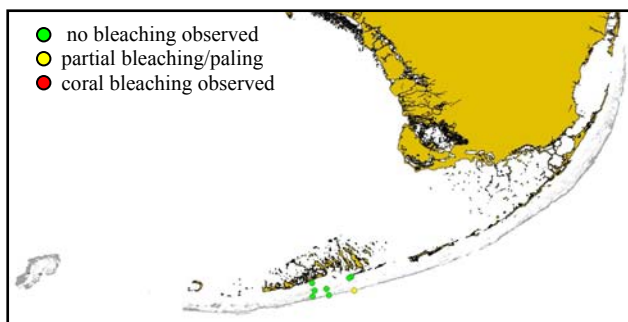 no bleaching observed
partial bleaching/paling
coral bleaching observed